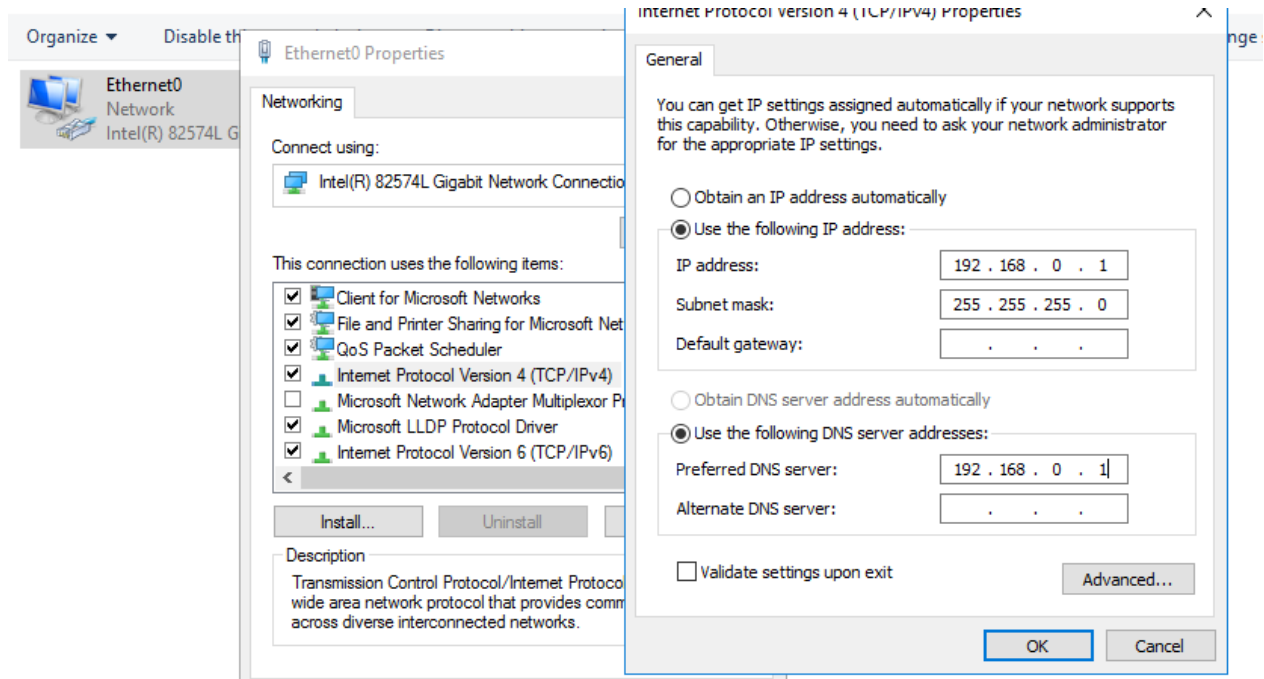 Organize
Disable th
nge
Ethernet0
Network
Intel(R) 82574L G
Ethernet0 Properties
Networking
Connect using:
Intel(R) 82574L Gigabit Network Connectio
This connection uses the following items:
Client for Microsoft Networks
File and Printer Sharing for Microsoft Net
QoS Packet Scheduler
Internet Protocol Version 4 (TCP/IPv4)
Microsoft Network Adapter Multiplexor Pr
Microsoft LLDP Protocol Driver
Internet Protocol Version 6 (TCP/IPv6)
Install...
Uninstall
Description
Transmission Control Protocol/Internet Protoco
wide area network protocol that provides comm
across diverse interconnected networks.
Internet Protocol Version 4 (TCP/IPv4) Properties
General
You can get IP settings assigned automatically if your network supports
this capability. Otherwise, you need to ask your network administrator
for the appropriate IP settings.
Obtain an IP address automatically
Use the following IP address:
IP address: 192 . 168 . 0 . 1
Subnet mask: 255 . 255 . 255 . 0
Default gateway: . . .
Obtain DNS server address automatically
Use the following DNS server addresses:
Preferred DNS server: 192 . 168 . 0 . 1
Alternate DNS server: . . .
Validate settings upon exit
Advanced...
OK
Cancel